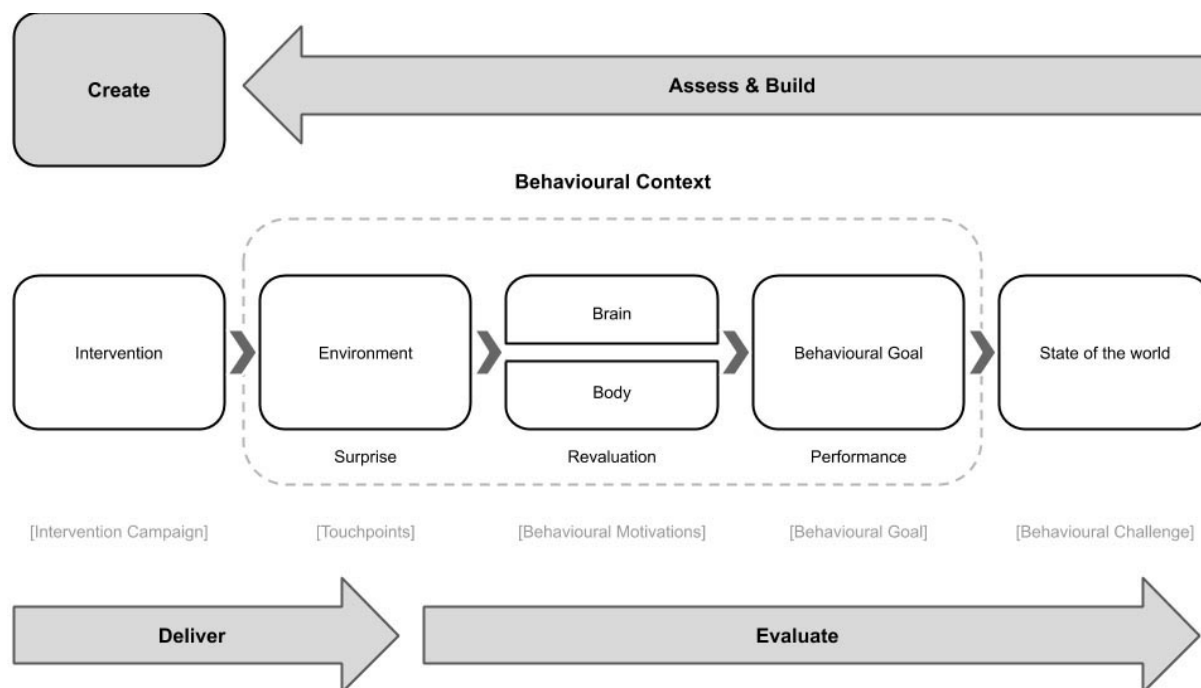 Create
Assess & Build
Behavioural Context
Intervention
Environment
Brain
Body
Behavioural Goal
State of the world
Surprise
Revaluation
Performance
[Intervention Campaign]
[Touchpoints]
[Behavioural Motivations]
[Behavioural Goal]
[Behavioural Challenge]
Deliver
Evaluate